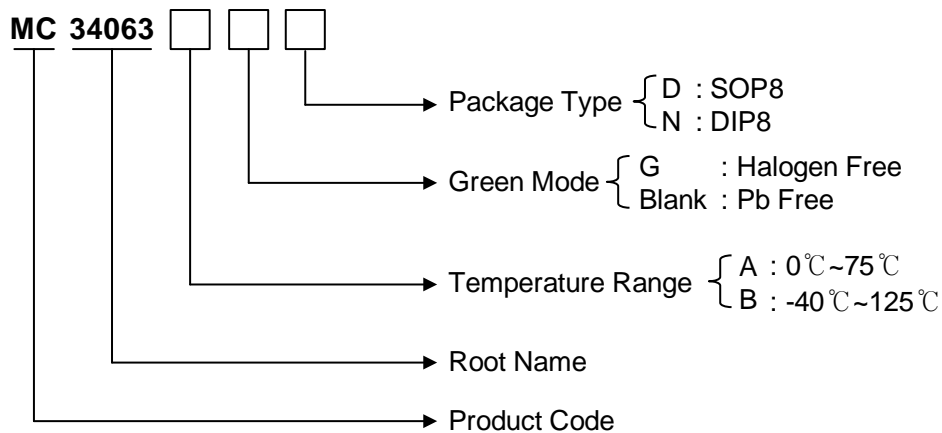 MC 34063
Package Type D : SOP8
N : DIP8
Green Mode G : Halogen Free
Blank : Pb Free
Temperature Range A : 0℃~75℃
B : -40℃~125℃
Root Name
Product Code